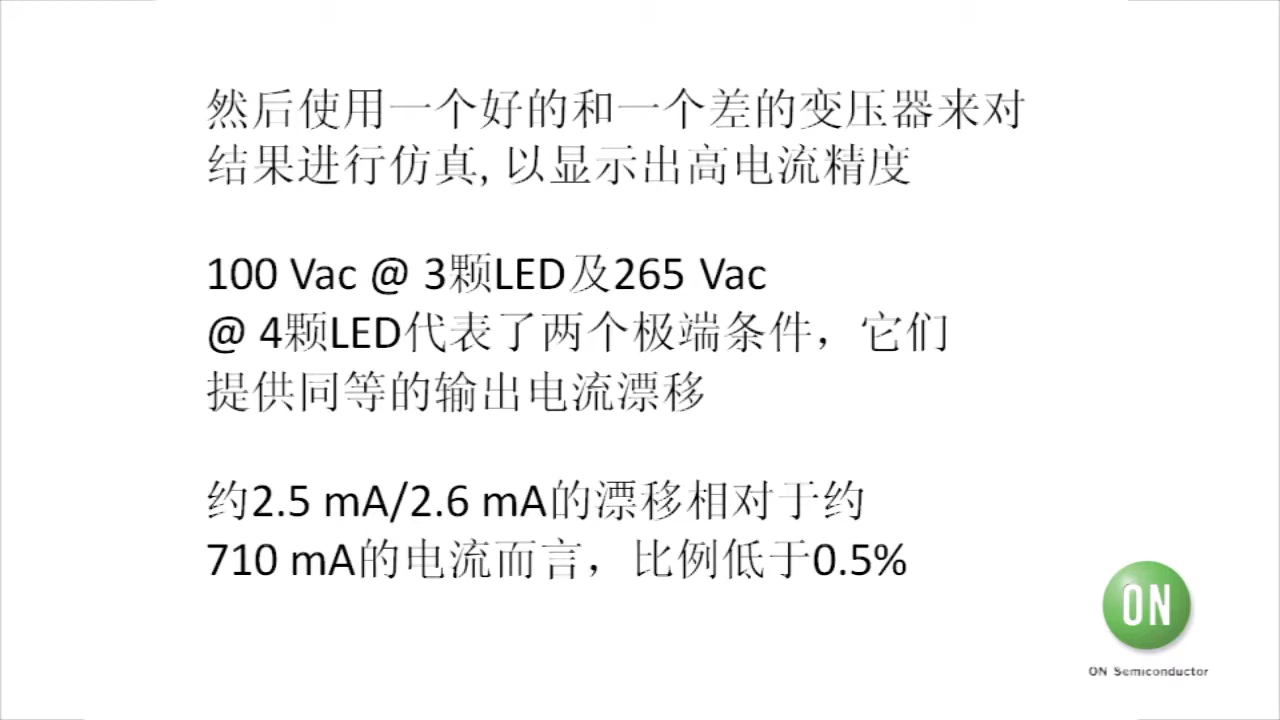 然后使用一个好的和一个差的变压器来对
结果进行仿真, 以显示出高电流精度
100 Vac @ 3颗LED及265 Vac
@ 4颗LED代表了两个极端条件，它们
提供同等的输出电流漂移
约2.5 mA/2.6 mA的漂移相对于约
710 mA的电流而言，比例低于0.5%
ON
ON Semiconductor